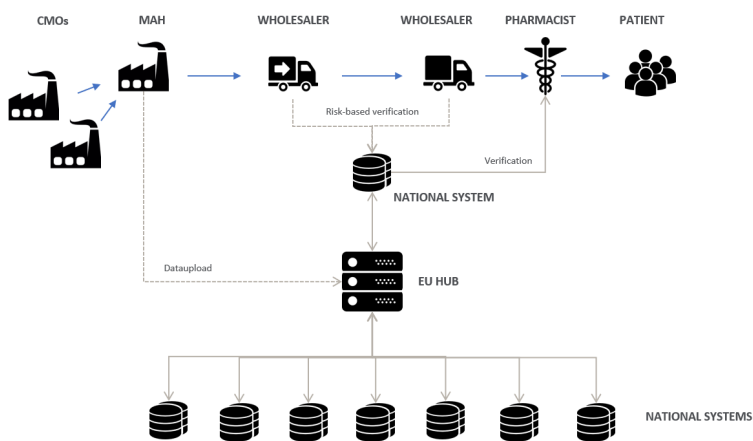 CMOs
MAH
WHOLESALER
WHOLESALER
PHARMACIST
PATIENT
Risk-based verification
Verification
NATIONAL SYSTEM
Dataupload
EU HUB
NATIONAL SYSTEMS